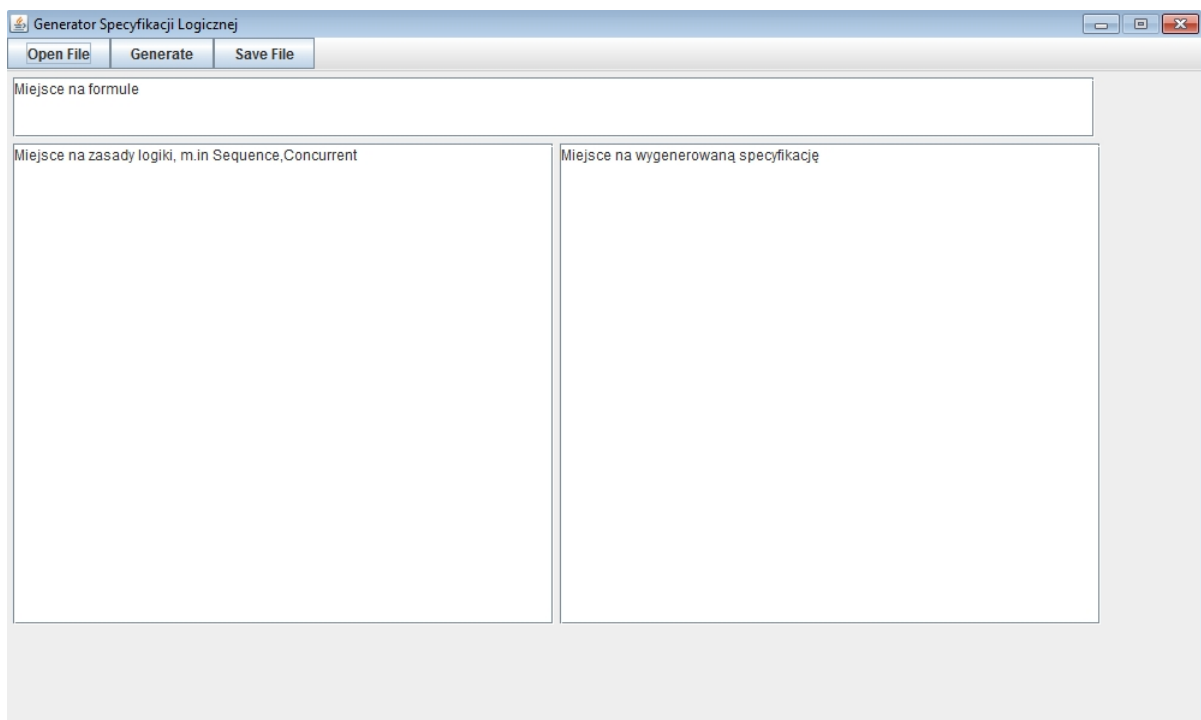 Generator Specyfikacji Logicznej
Open File Generate Save File
Miejsce na formule
Miejsce na zasady logiki, m.in Sequence,Concurrent
Miejsce na wygenerowaną specyfikację